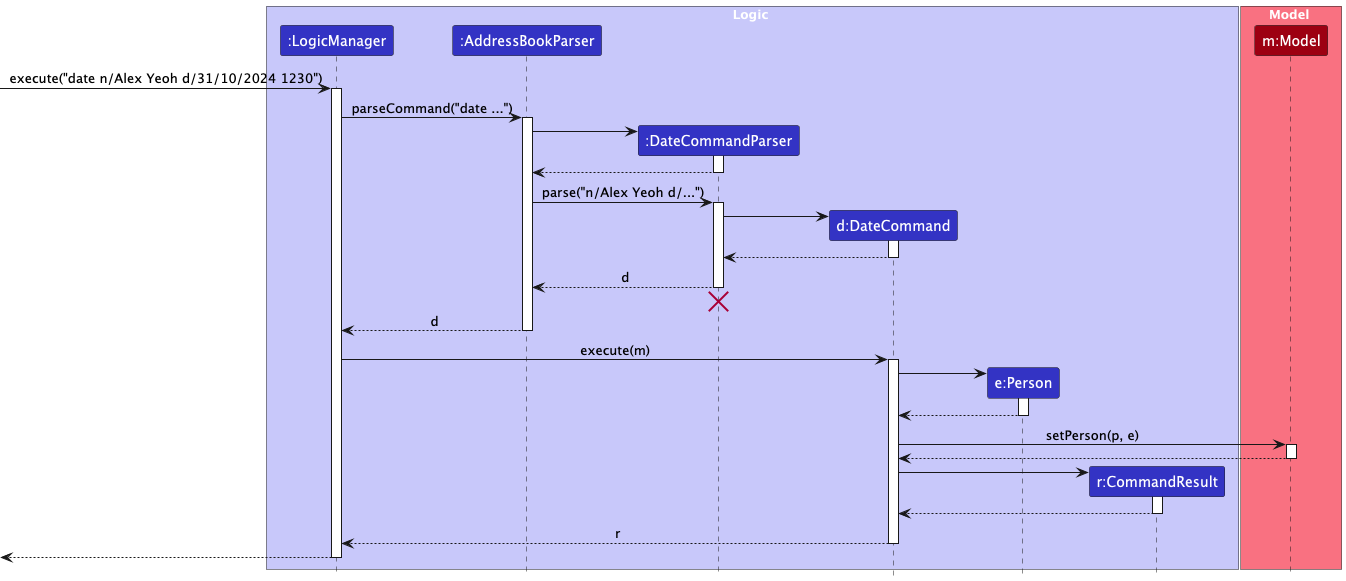 Logic
Model
:LogicManager
:AddressBookParser
m:Model
execute("date n/Alex Yeoh d/31/10/2024 1230")
parseCommand("date ...")
:DateCommandParser
parse("n/Alex Yeoh d/...")
d:DateCommand
d
d
execute(m)
e:Person
setPerson(p, e)
r:CommandResult
r